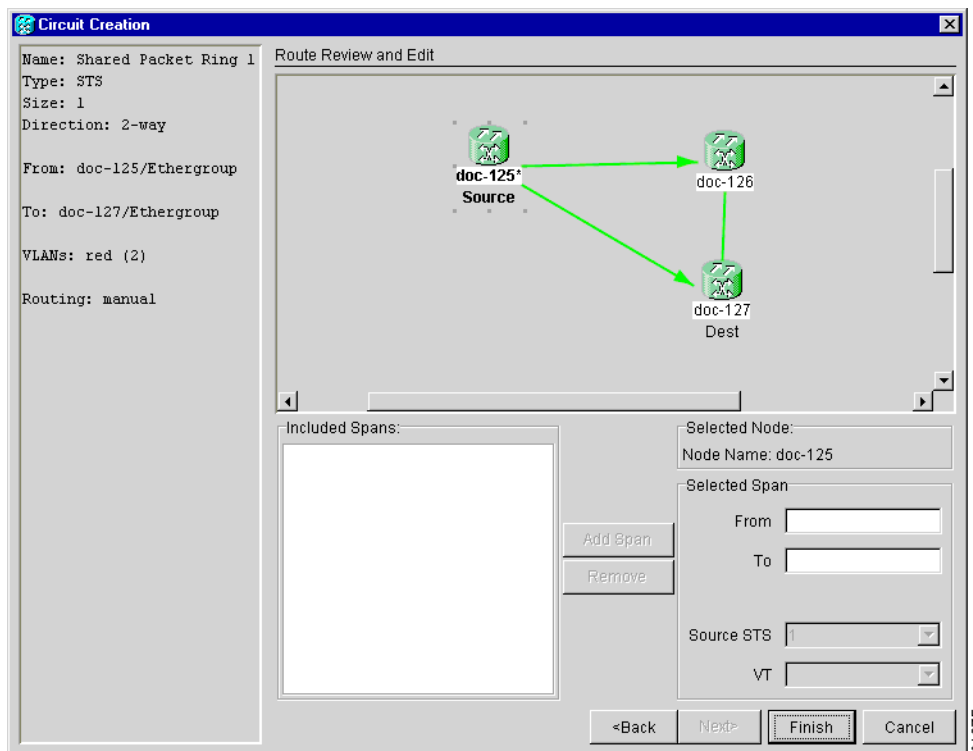 Circuit Creation
Name: Shared Packet Ring 1
Type: STS
Size: 1
Direction: 2-way
From: doc-125/Ethergroup
To: doc-127/Ethergroup
VLANs: red (2)
Routing: manual
Route Review and Edit
doc-125*
Source
doc-126
doc-127
Dest
Included Spans:
Add Span
Remove
Selected Node:
Node Name: doc-125
Selected Span
From
To
Source STS 1
VT
<Back
Next>
Finish
Cancel